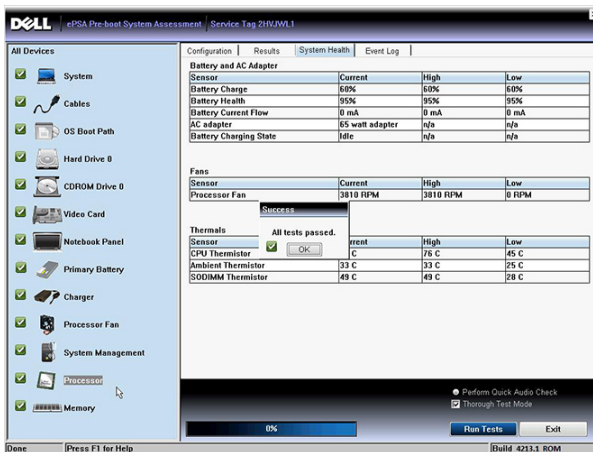 DELL ePSA Pre-boot System Assessment Service Tag 2HVJWL1
All Devices
System
Cables
OS Boot Path
Hard Drive 0
CDROM Drive 0
Video Card
Notebook Panel
Primary Battery
Charger
Processor Fan
System Management
Processor
Memory
Configuration Results System Health Event Log
Battery and AC Adapter
Sensor Current High Low
Battery Charge 60% 60% 60%
Battery Health 95% 95% 95%
Battery Current Flow 0 mA 0 mA 0 mA
AC adapter 65 watt adapter n/a n/a
Battery Charging State Idle n/a n/a
Fans
Sensor Current High Low
Processor Fan 3810 RPM 3810 RPM 0 RPM
Success
All tests passed.
OK
Thermals
Sensor High Low
CPU Thermistor C 76 C 45 C
Ambient Thermistor 33 C 33 C 25 C
SODIMM Thermistor 49 C 49 C 28 C
Perform Quick Audio Check
Thorough Test Mode
0% Run Tests Exit
Done Press F1 for Help Build 4213.1 ROM